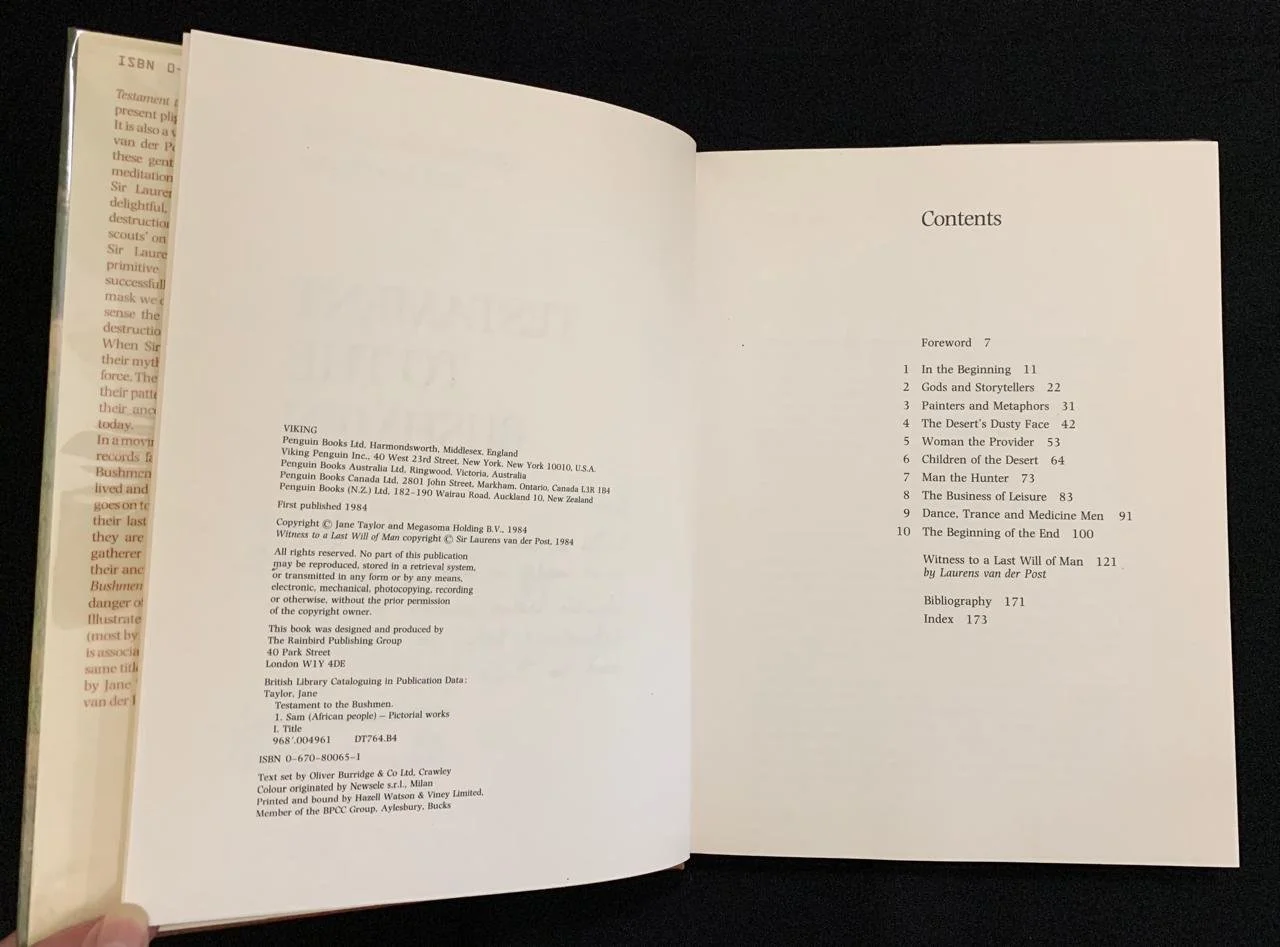 ISBN 0-
Testament
present
It is also a
van der
these
meditation
Sir
delightful,
destruction
scouts' on
Sir
primitive
mask we
sense the
When Sir
their
force. The
their
their
today.
In a
records
Bushmen
lived and
goes on
their last
they are
gatherer
their
Bushmen
danger
(most by
is
same
by Jane
van der
VIKING
Penguin Books Ltd, Harmondsworth, Middlesex, England
Viking Penguin Inc., 40 West 23rd Street, New York, New York 10010, U.S.A.
Penguin Books Australia Ltd, Ringwood, Victoria, Australia
Penguin Books Canada Ltd, 2801 John Street, Markham, Ontario, Canada L3R 1B4
Penguin Books (N.Z.) Ltd, 182–190 Wairau Road, Auckland 10, New Zealand
First published 1984
Copyright © Jane Taylor and Megasoma Holding B.V., 1984
Witness to a Last Will of Man copyright © Sir Laurens van der Post, 1984
All rights reserved. No part of this publication
may be reproduced, stored in a retrieval system,
or transmitted in any form or by any means,
electronic, mechanical, photocopying, recording
or otherwise, without the prior permission
of the copyright owner.
This book was designed and produced by
The Rainbird Publishing Group
40 Park Street
London W1Y 4DE
British Library Cataloguing in Publication Data:
Taylor, Jane
Testament to the Bushmen.
1. Sam (African people) – Pictorial works
I. Title
968'.004961 DT764.B4
ISBN 0-670-80065-1
Text set by Oliver Burridge & Co Ltd, Crawley
Colour originated by Newsele s.r.l., Milan
Printed and bound by Hazell Watson & Viney Limited,
Member of the BPCC Group, Aylesbury, Bucks
Contents
Foreword 7
1 In the Beginning 11
2 Gods and Storytellers 22
3 Painters and Metaphors 31
4 The Desert's Dusty Face 42
5 Woman the Provider 53
6 Children of the Desert 64
7 Man the Hunter 73
8 The Business of Leisure 83
9 Dance, Trance and Medicine Men 91
10 The Beginning of the End 100
Witness to a Last Will of Man 121
by Laurens van der Post
Bibliography 171
Index 173